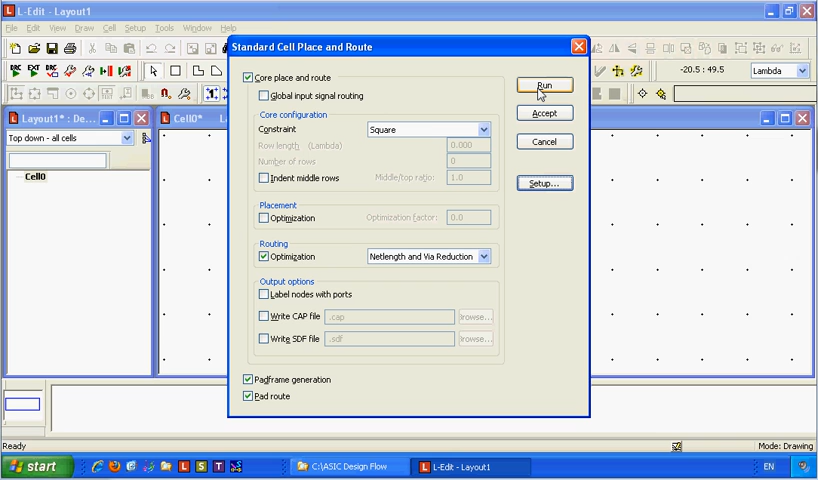 L-Edit - Layout1
File Edit View Draw Cell Setup Tools Window Help
DRC EXT DRC
-20.5 : 49.5
Lambda
Layout1* : De...
Cell0*
Top down - all cells
Cell0
Standard Cell Place and Route
Core place and route
Global input signal routing
Core configuration
Constraint
Square
Row length (Lambda)
0.000
Number of rows
0
Indent middle rows
Middle/top ratio:
1.0
Placement
Optimization
Optimization factor:
0.0
Routing
Optimization
Netlength and Via Reduction
Output options
Label nodes with ports
Write CAP file
.cap
Browse...
Write SDF file
.sdf
Browse...
Padframe generation
Pad route
Run
Accept
Cancel
Setup...
Ready
Mode: Drawing
start
L S T
C:\ASIC Design Flow
L-Edit - Layout1
EN